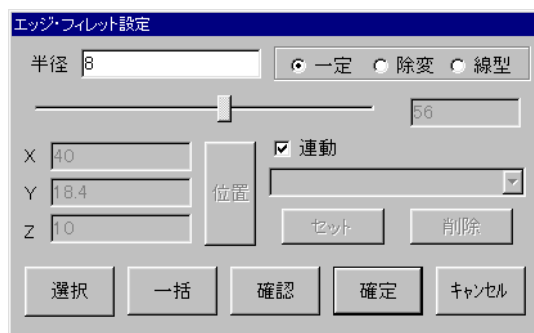 エッジ・フィレット設定
半径 8 一定 除変 線型
56
X 40
Y 18.4
Z 10
位置
連動
セット 削除
選択 一括 確認 確定 キャンセル